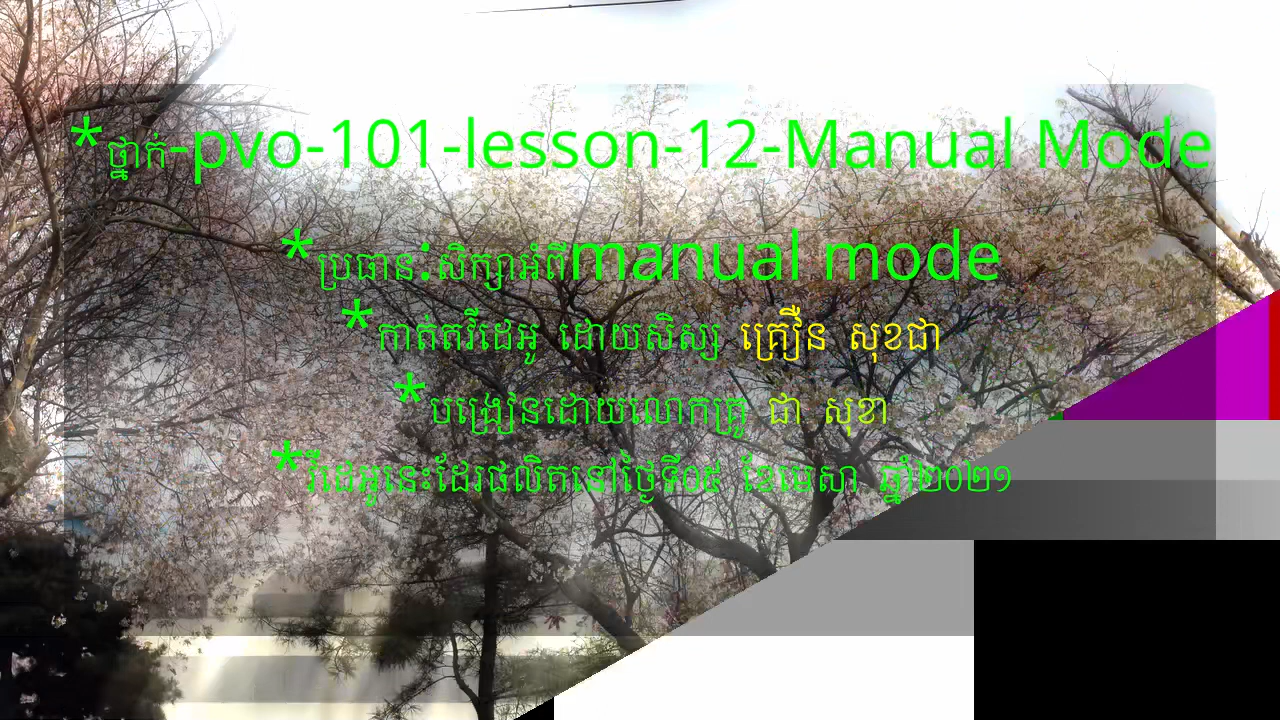 *ថ្នាក់-pvo-101-lesson-12-Manual Mode
*ប្រធាន:សិក្សាអំពីmanual mode
*កាត់តវីដេអូ ដោយសិស្ស គ្រឿន សុខជា
*បង្រៀនដោយលោកគ្រូ ជា សុខា
*វីដេអូនេះដែរផលិតនៅថ្ងៃទី០៥ ខែមេសា ឆ្នាំ២០២១